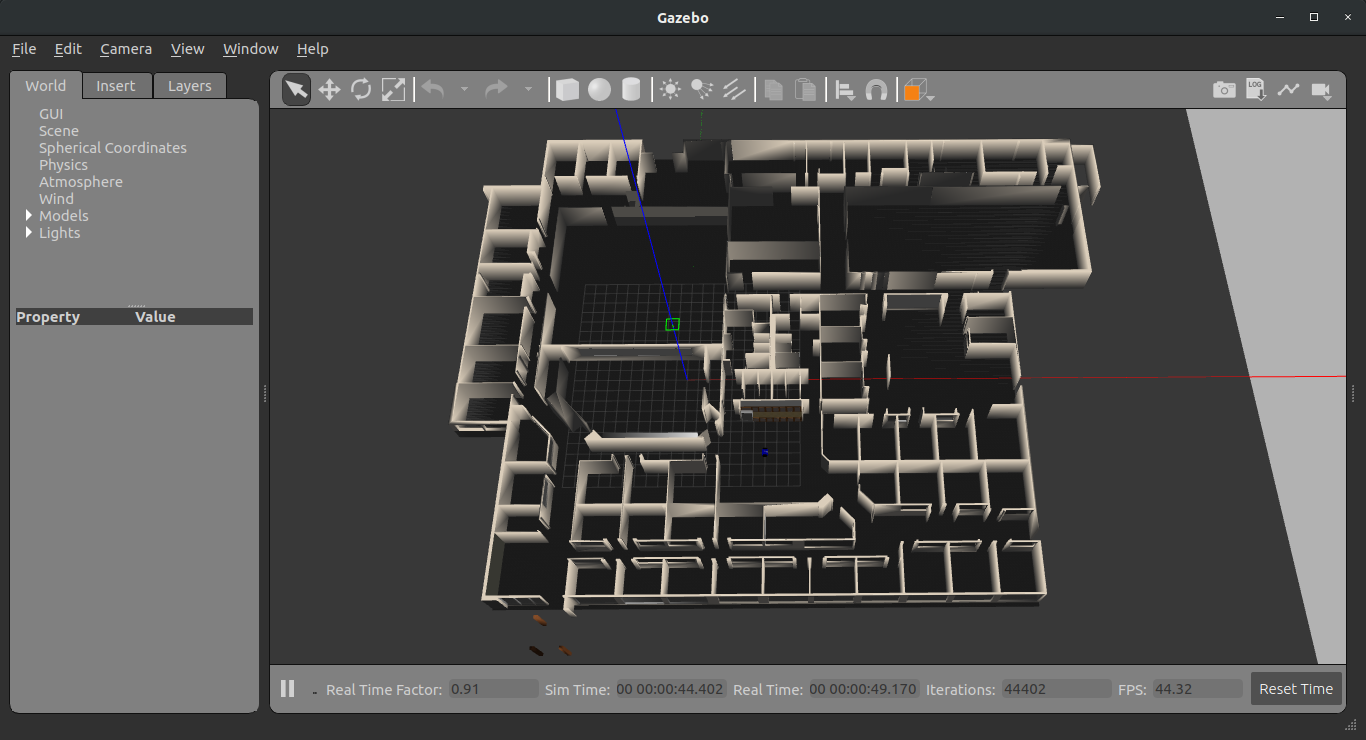 Gazebo
File Edit Camera View Window Help
World Insert Layers
GUI
Scene
Spherical Coordinates
Physics
Atmosphere
Wind
Models
Lights
Property Value
LOG
Real Time Factor: 0.91 Sim Time: 00 00:00:44.402 Real Time: 00 00:00:49.170 Iterations: 44402 FPS: 44.32 Reset Time